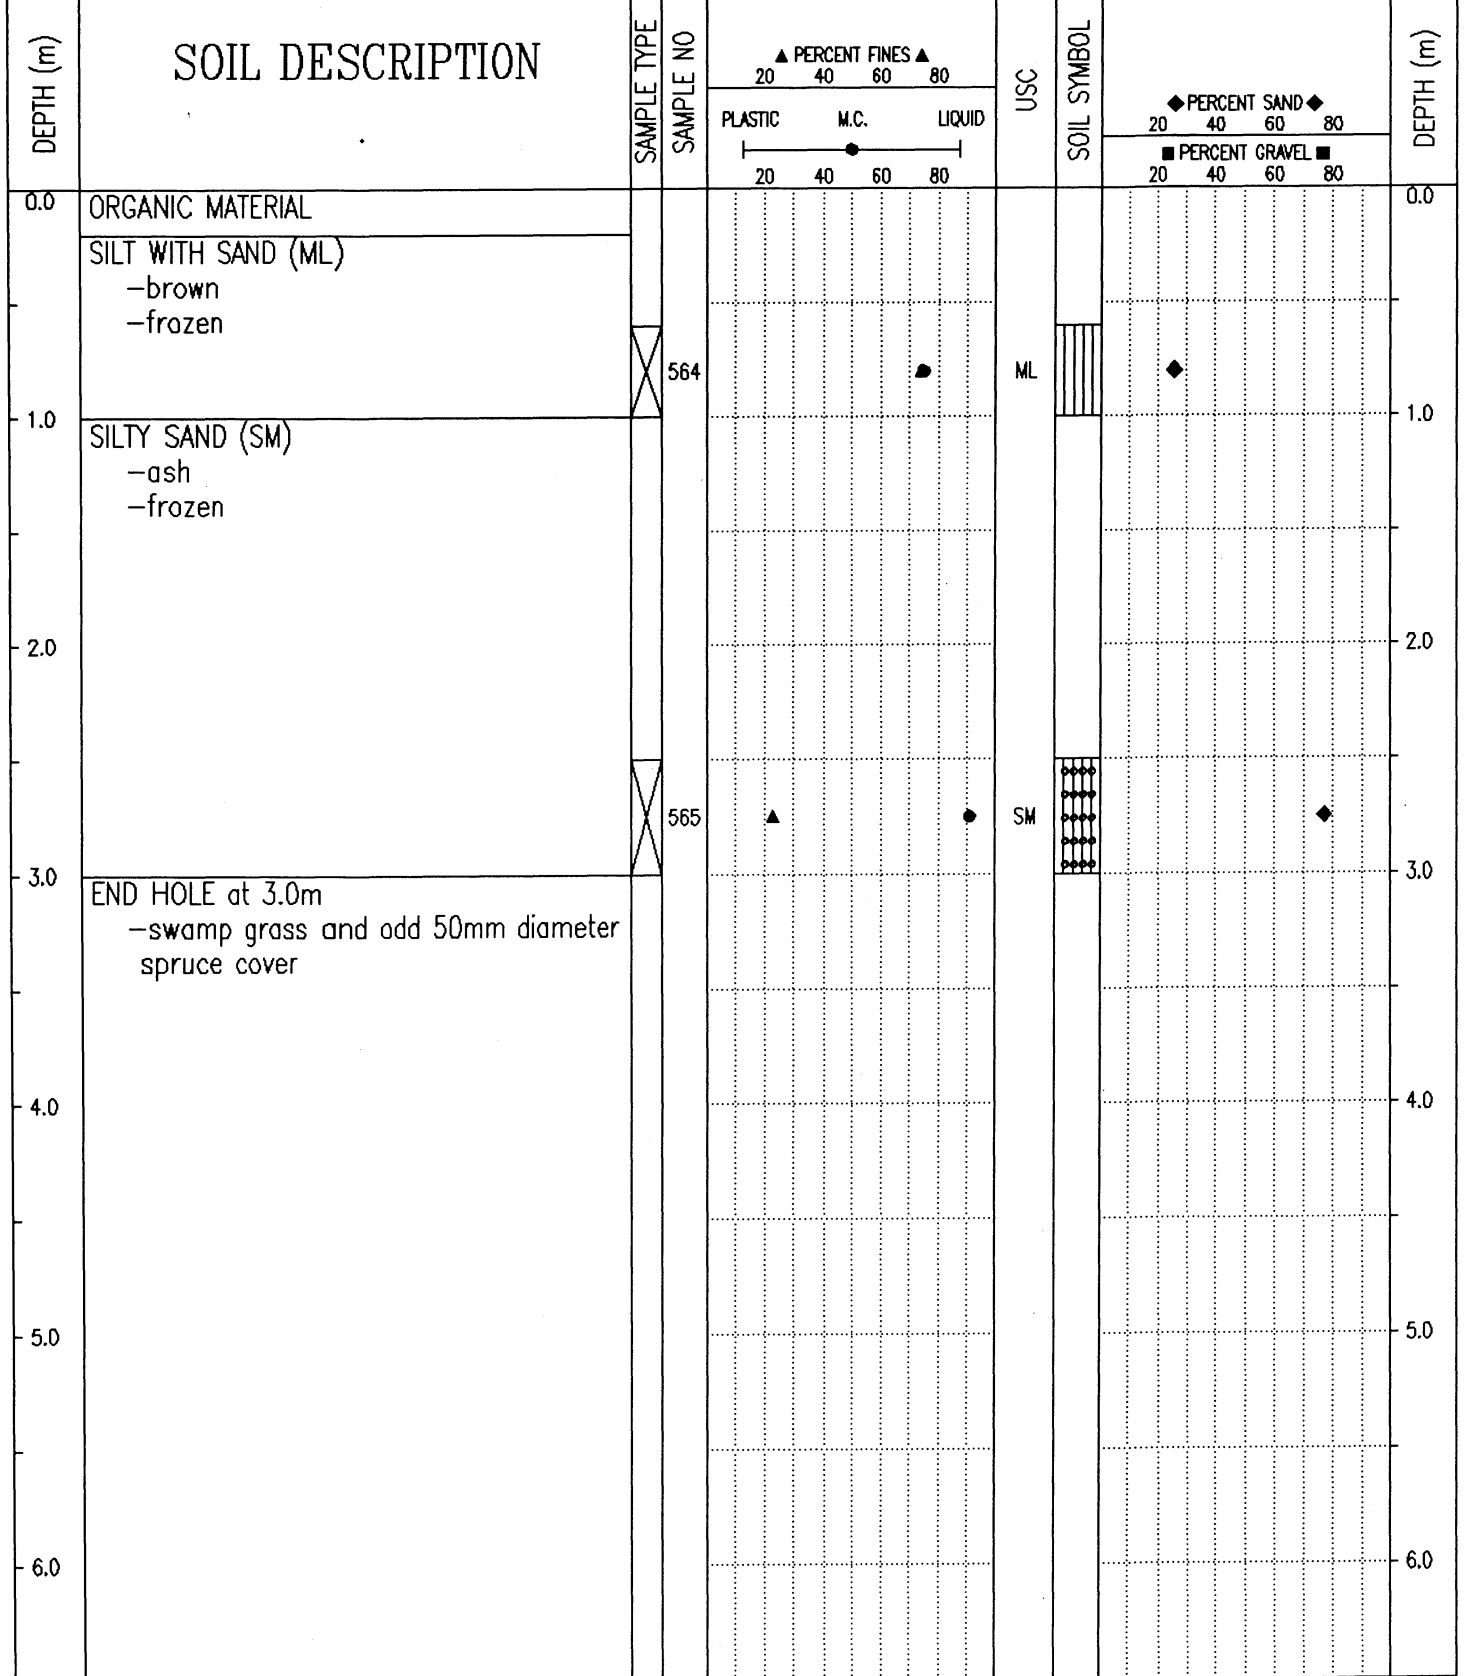 DEPTH (m)
SOIL DESCRIPTION
SAMPLE TYPE
SAMPLE NO
▲ PERCENT FINES ▲
20 40 60 80
PLASTIC M.C. LIQUID
20 40 60 80
USC
SOIL SYMBOL
◆PERCENT SAND◆
20 40 60 80
■ PERCENT GRAVEL ■
20 40 60 80
DEPTH (m)
0.0 ORGANIC MATERIAL 0.0
SILT WITH SAND (ML)
-brown
-frozen
564 ML
1.0 1.0
SILTY SAND (SM)
-ash
-frozen
2.0 2.0
565 SM
3.0 3.0
END HOLE at 3.0m
-swamp grass and odd 50mm diameter
spruce cover
4.0 4.0
5.0 5.0
6.0 6.0